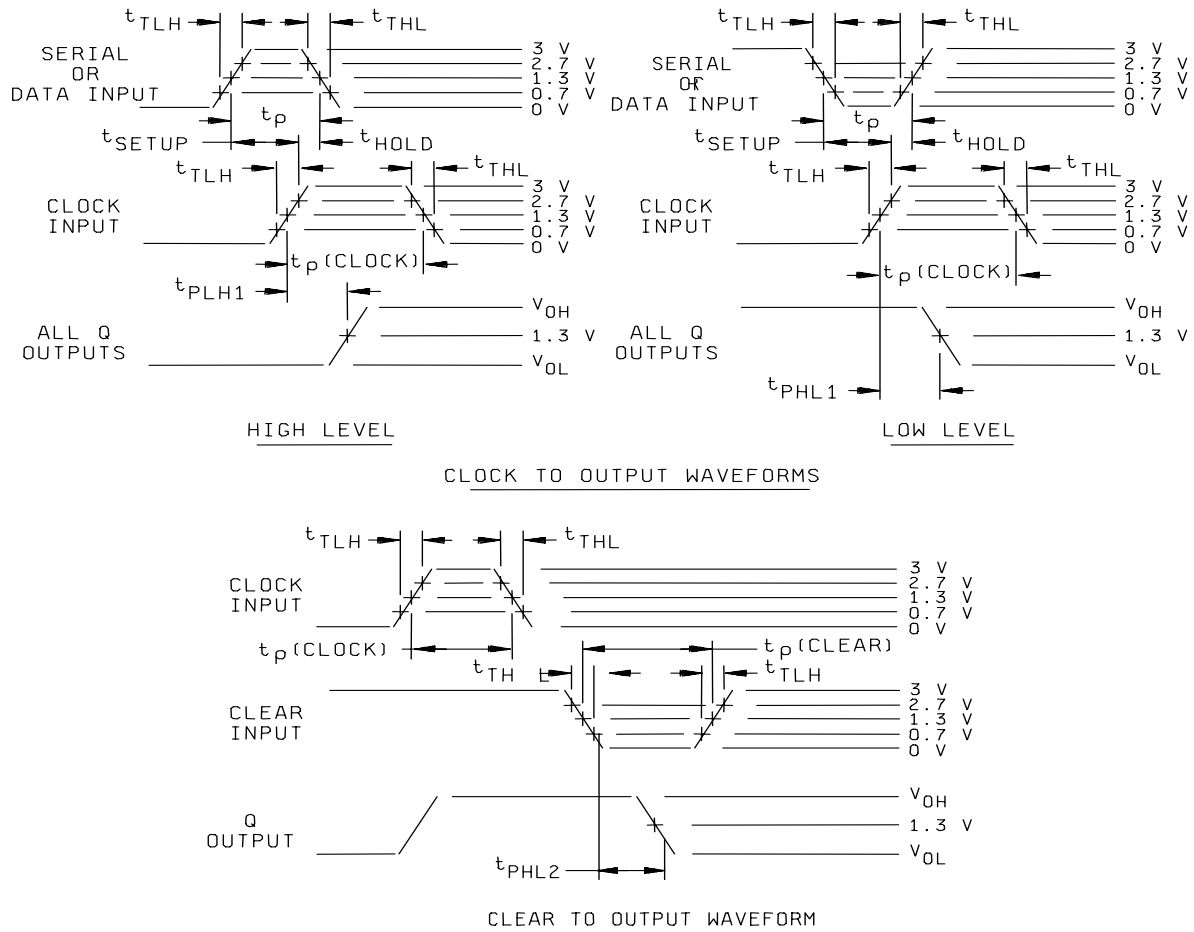 tTLH tTHL tTLH tTHL
SERIAL
OR
DATA INPUT
3 V
2.7 V
1.3 V
0.7 V
0 V
SERIAL
OR
DATA INPUT
3 V
2.7 V
1.3 V
0.7 V
0 V
tp tp
tSETUP tHOLD tSETUP tHOLD
tTLH tTHL tTLH tTHL
CLOCK
INPUT
3 V
2.7 V
1.3 V
0.7 V
0 V
CLOCK
INPUT
3 V
2.7 V
1.3 V
0.7 V
0 V
tp(CLOCK) tp(CLOCK)
tPLH1
ALL Q
OUTPUTS
VOH
1.3 V
VOL
ALL Q
OUTPUTS
VOH
1.3 V
VOL
tPHL1
HIGH LEVEL LOW LEVEL
CLOCK TO OUTPUT WAVEFORMS
tTLH tTHL
CLOCK
INPUT
3 V
2.7 V
1.3 V
0.7 V
0 V
tp(CLOCK) tp(CLEAR)
tTH L tTLH
CLEAR
INPUT
3 V
2.7 V
1.3 V
0.7 V
0 V
Q
OUTPUT
VOH
1.3 V
VOL
tPHL2
CLEAR TO OUTPUT WAVEFORM